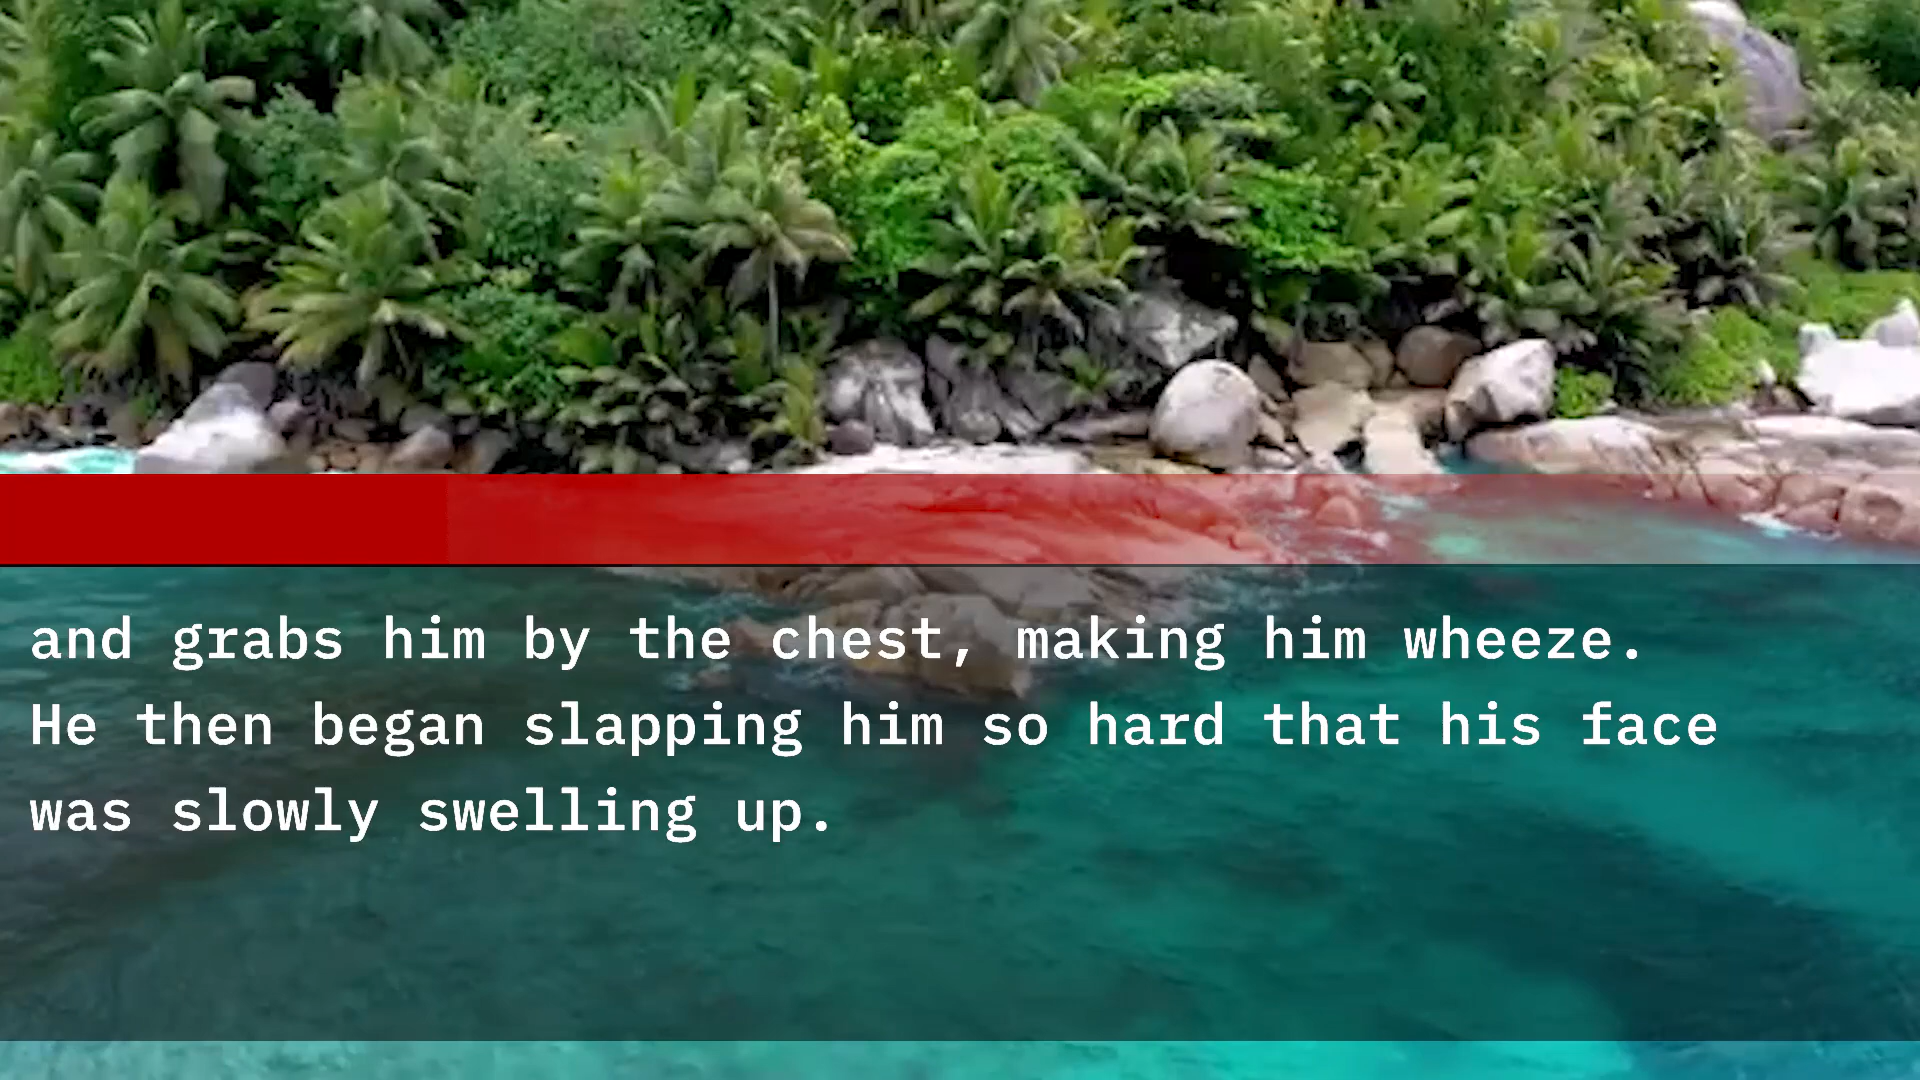 and grabs him by the chest, making him wheeze.
He then began slapping him so hard that his face
was slowly swelling up.